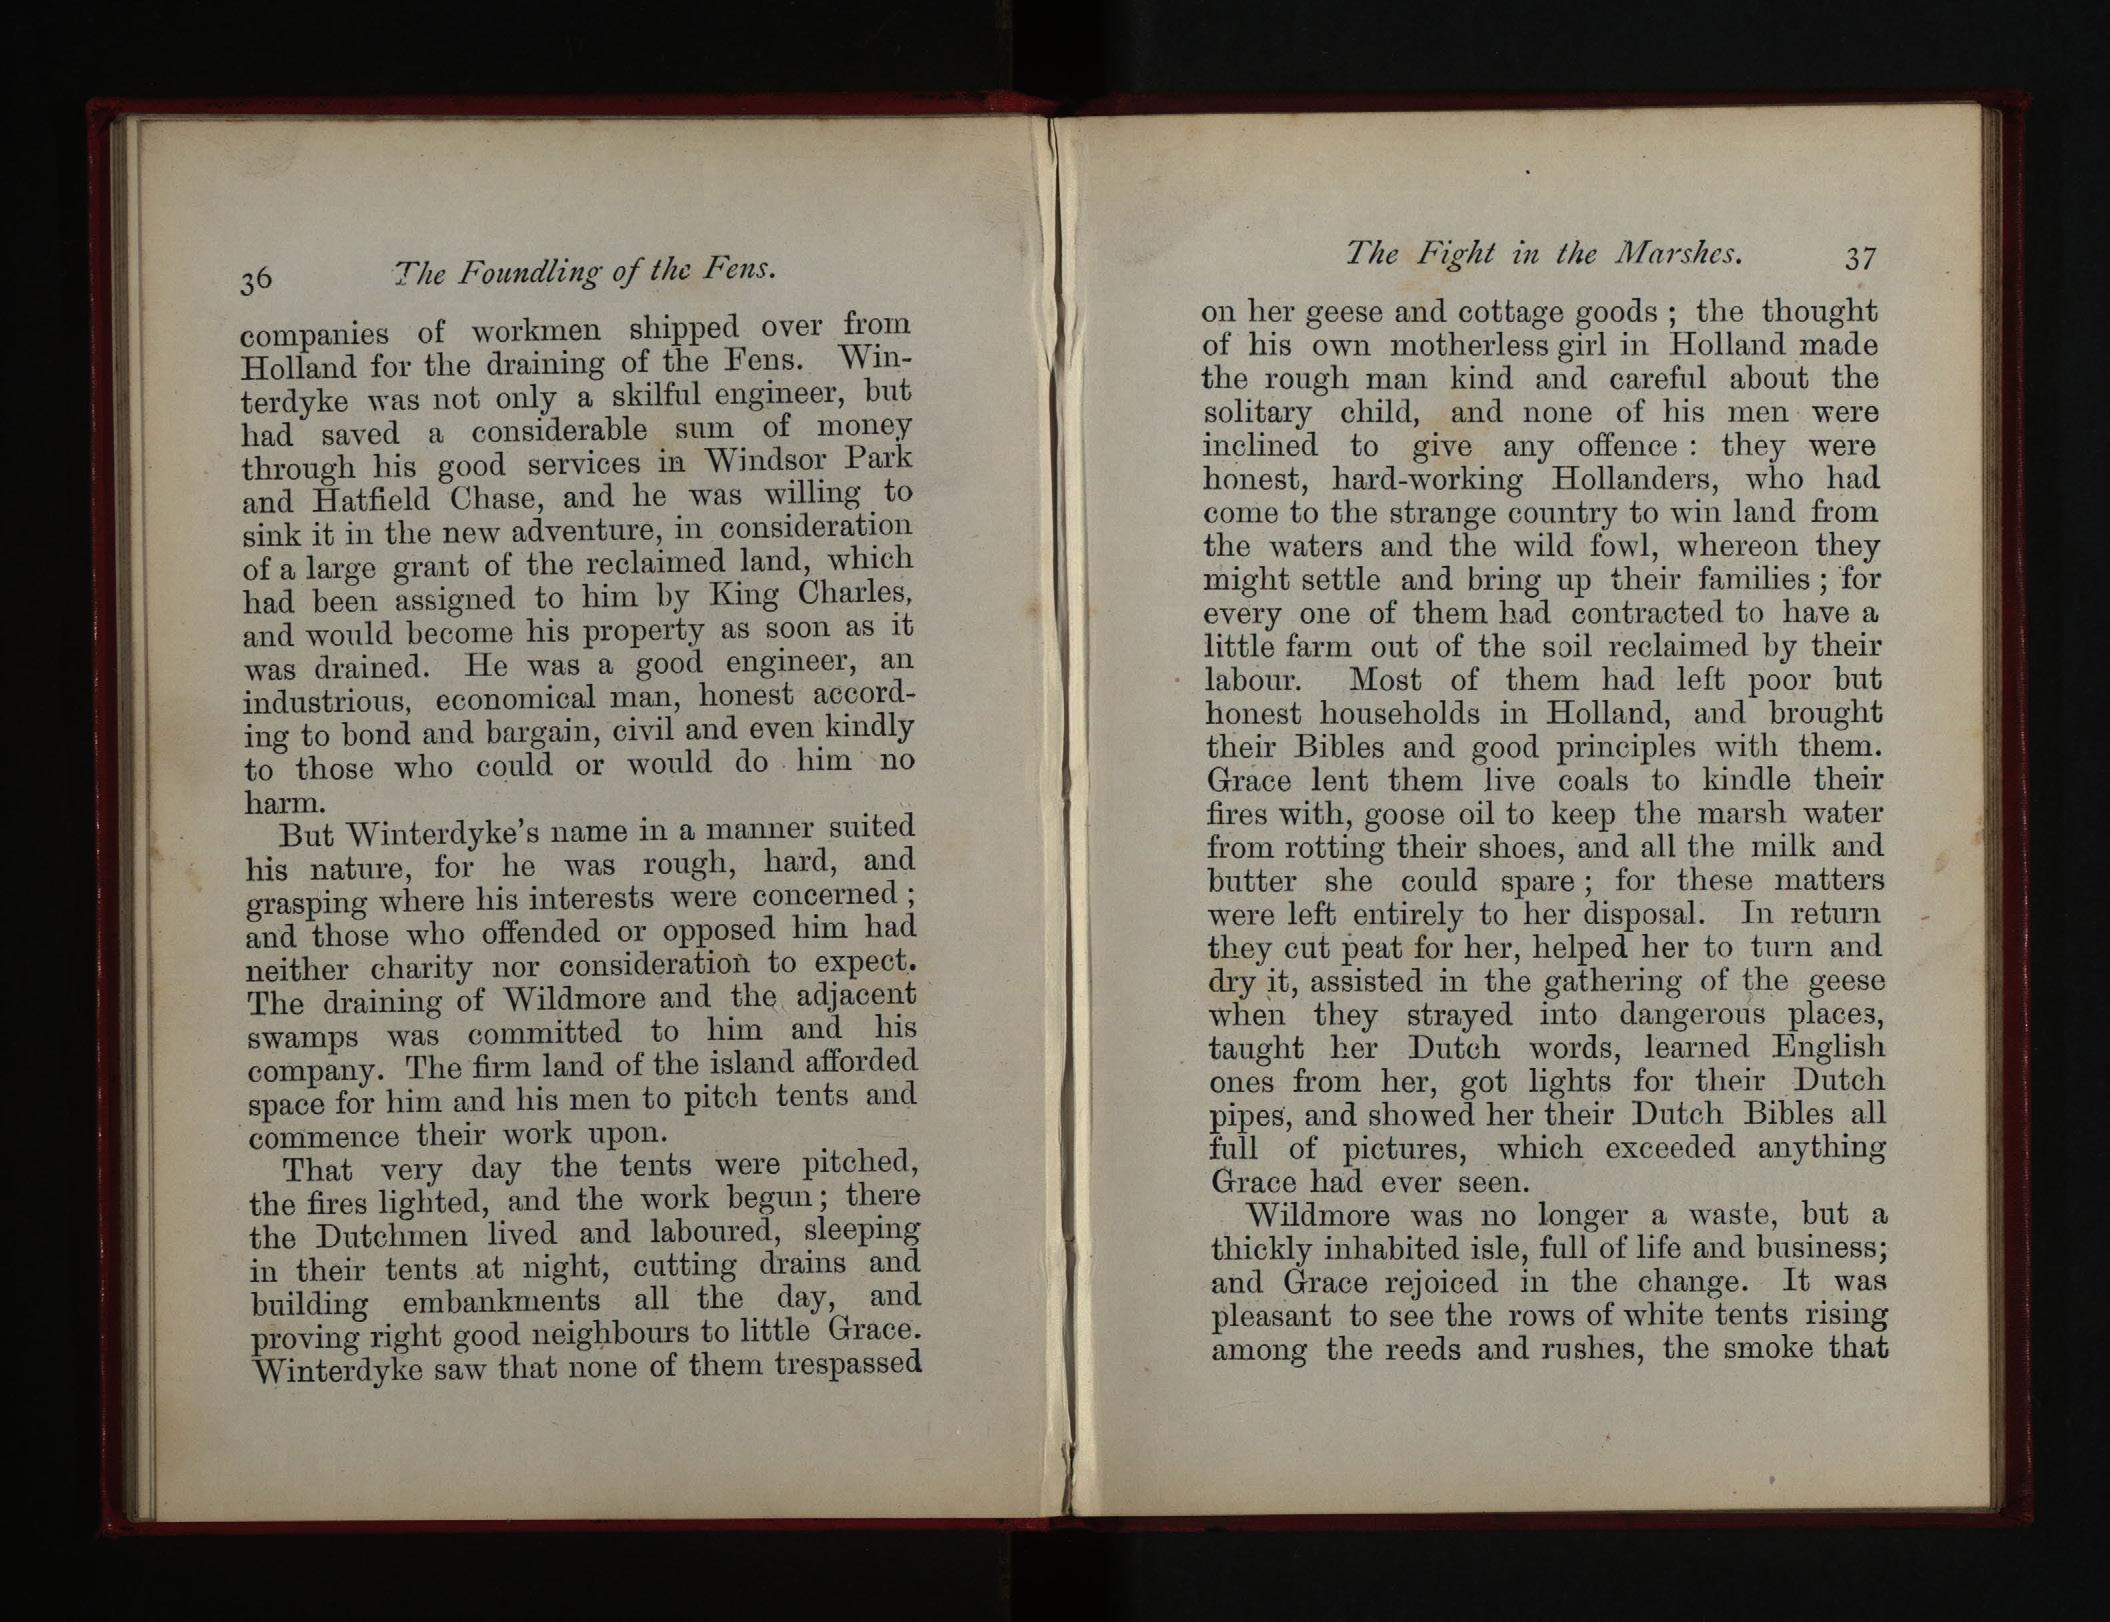 36 The Foundling of the Fens.
companies of workmen shipped over from
Holland for the draining of the Fens. Win-
terdyke was not only a skilful engineer, but
had saved a considerable sum of money
through his good services in Windsor Park
and Hatfield Chase, and he was willing to
sink it in the new adventure, in consideration
of a large grant of the reclaimed land, which
had been assigned to him by King Charles,
and would become his property as soon as it
was drained. He was a good engineer, an
industrious, economical man, honest accord-
ing to bond and bargain, civil and even kindly
to those who could or would do him no
harm.
But Winterdyke's name in a manner suited
his nature, for he was rough, hard, and
grasping where his interests were concerned ;
and those who offended or opposed him had
neither charity nor consideration to expect.
The draining of Wildmore and the adjacent
swamps was committed to him and his
company. The firm land of the island afforded
space for him and his men to pitch tents and
commence their work upon.
That very day the tents were pitched,
the fires lighted, and the work begun ; there
the Dutchmen lived and laboured, sleeping
in their tents at night, cutting drains and
building embankments all the day, and
proving right good neighbours to little Grace.
Winterdyke saw that none of them trespassed
The Fight in the Marshes. 37
on her geese and cottage goods ; the thought
of his own motherless girl in Holland made
the rough man kind and careful about the
solitary child, and none of his men were
inclined to give any offence : they were
honest, hard-working Hollanders, who had
come to the strange country to win land from
the waters and the wild fowl, whereon they
might settle and bring up their families ; for
every one of them had contracted to have a
little farm out of the soil reclaimed by their
labour. Most of them had left poor but
honest households in Holland, and brought
their Bibles and good principles with them.
Grace lent them live coals to kindle their
fires with, goose oil to keep the marsh water
from rotting their shoes, and all the milk and
butter she could spare ; for these matters
were left entirely to her disposal. In return
they cut peat for her, helped her to turn and
dry it, assisted in the gathering of the geese
when they strayed into dangerous places,
taught her Dutch words, learned English
ones from her, got lights for their Dutch
pipes, and showed her their Dutch Bibles all
full of pictures, which exceeded anything
Grace had ever seen.
Wildmore was no longer a waste, but a
thickly inhabited isle, full of life and business;
and Grace rejoiced in the change. It was
pleasant to see the rows of white tents rising
among the reeds and rushes, the smoke that